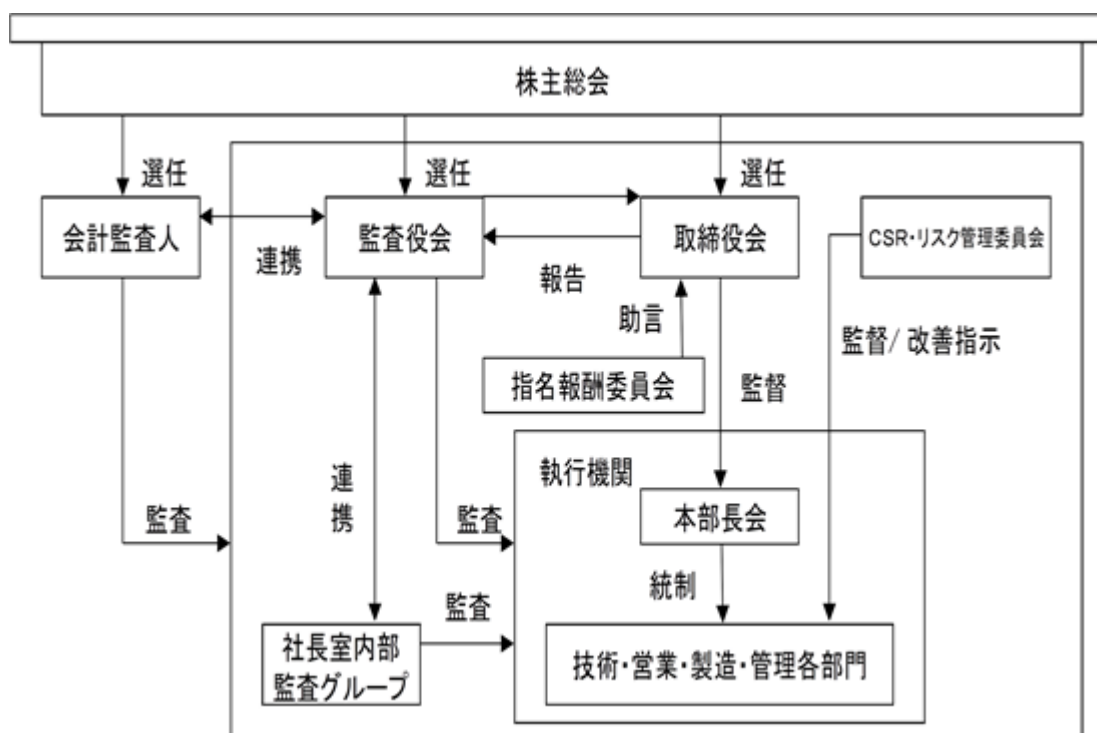 株主総会
選任
選任
選任
会計監査人
監査役会
取締役会
CSR・リスク管理委員会
連携
報告
助言
監督/ 改善指示
指名報酬委員会
監督
執行機関
連
携
本部長会
監査
監査
統制
監査
社長室内部
監査グループ
技術・営業・製造・管理各部門